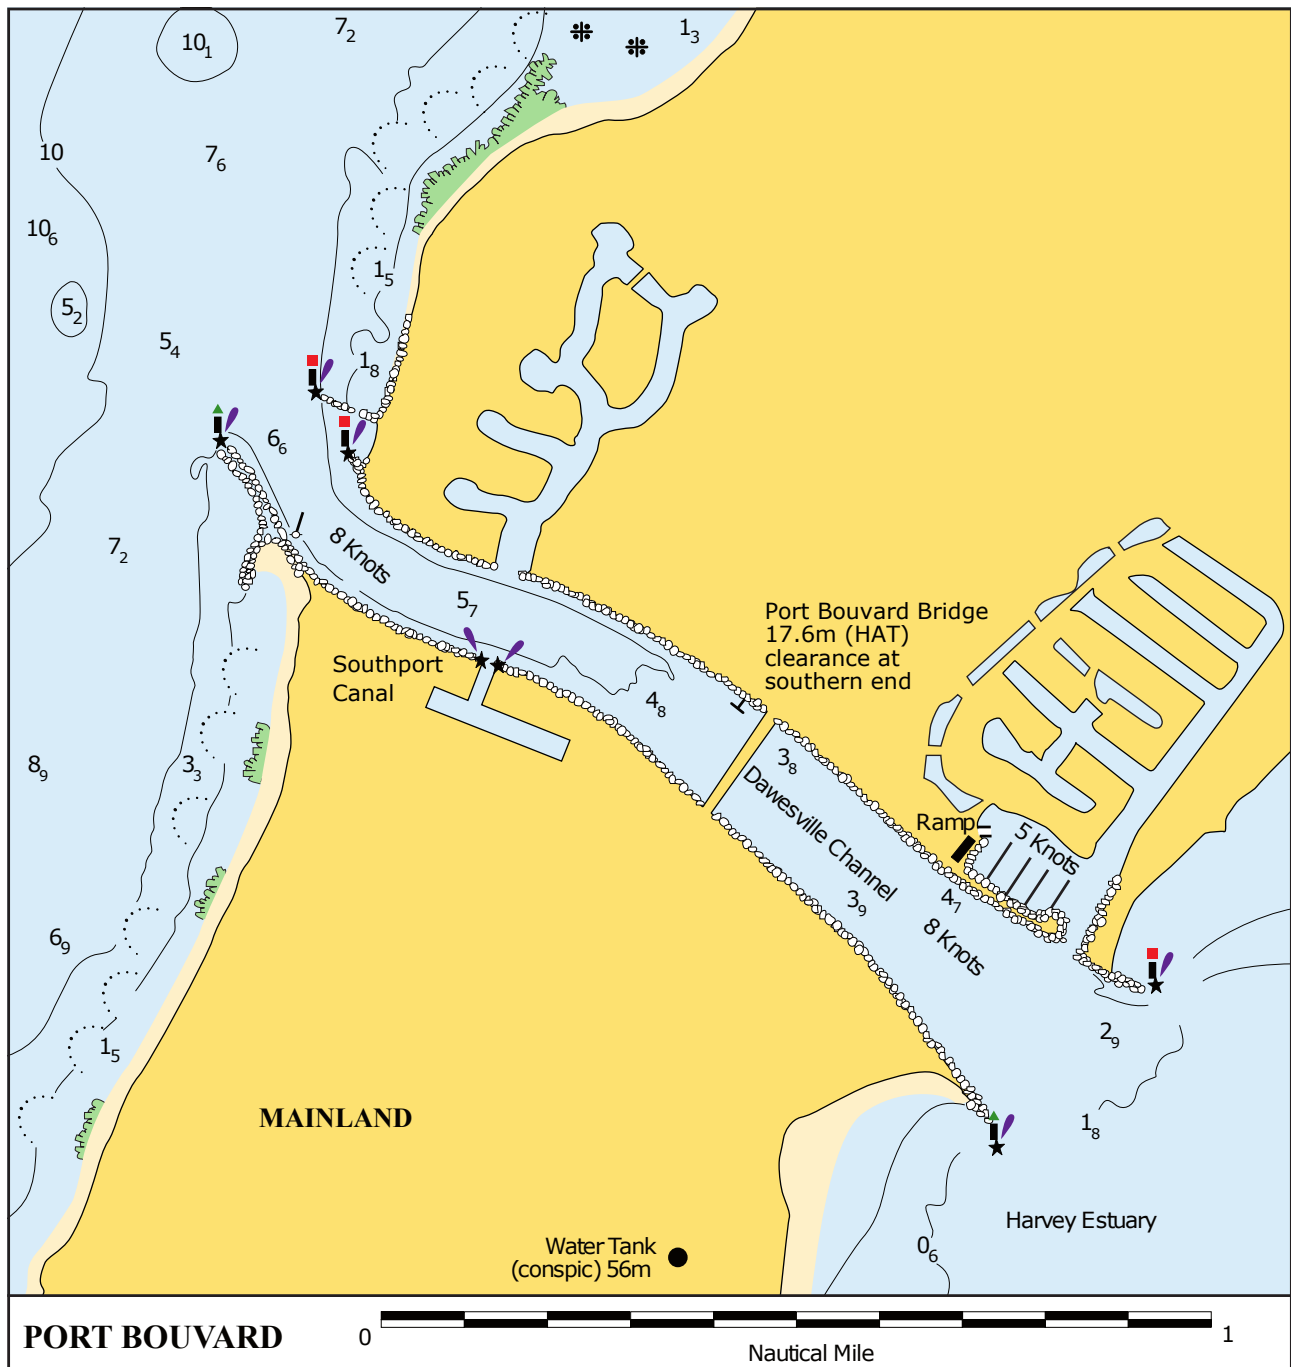 7₂
1₃
10₁
10
7₆
10₆
1₅
5₂
5₄
1₈
6₆
7₂
8 Knots
5₇
Port Bouvard Bridge
17.6m (HAT)
clearance at
southern end
Southport
Canal
4₈
3₈
8₉
3₃
Dawesville Channel
Ramp
5 Knots
3₉
4₁
8 Knots
6₉
2₉
1₅
MAINLAND
1₈
Harvey Estuary
0₆
Water Tank
(conspic) 56m
PORT BOUVARD
0
1
Nautical Mile